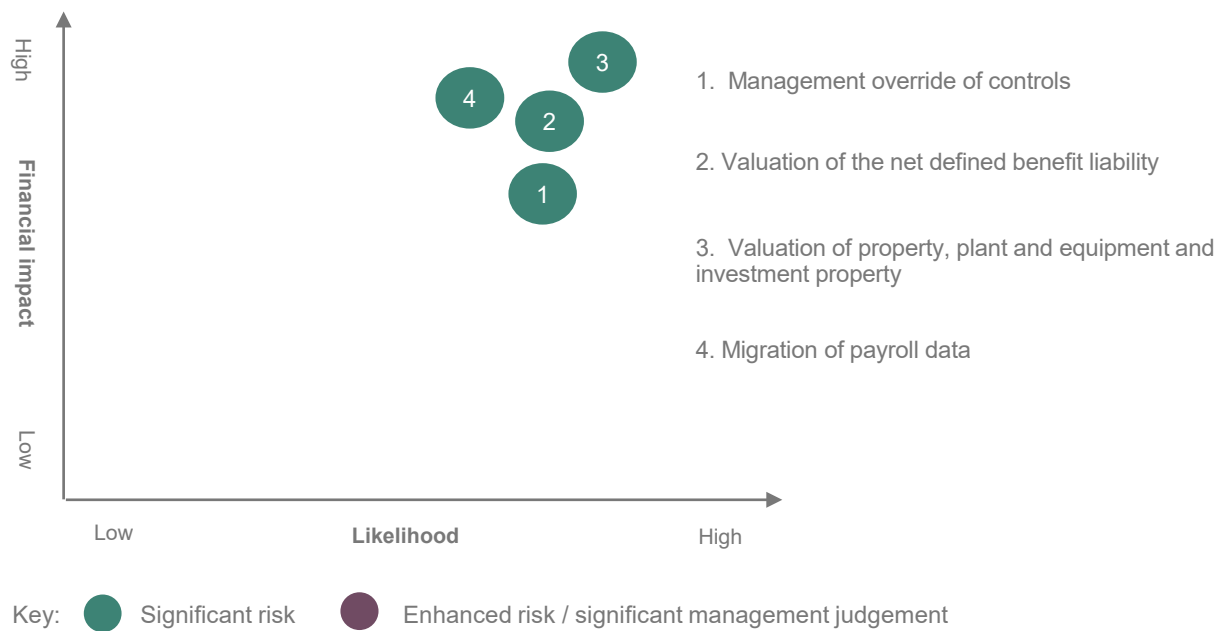 High
Financial impact
Low
3
4
2
1
1. Management override of controls
2. Valuation of the net defined benefit liability
3. Valuation of property, plant and equipment and
investment property
4. Migration of payroll data
Low
Likelihood
High
Key:
Significant risk
Enhanced risk / significant management judgement